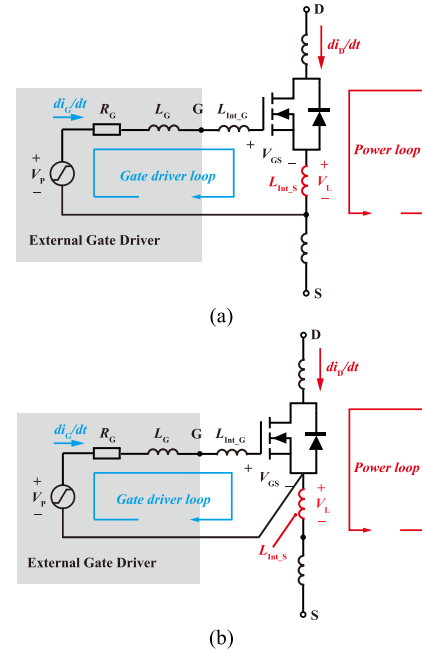 D
di_D/dt
di_G/dt
R_G
L_G
G
L_Int_G
+
V_GS
−
+
V_P
−
Gate driver loop
L_Int_S
+
V_L
−
Power loop
External Gate Driver
S
(a)
D
di_D/dt
di_G/dt
R_G
L_G
G
L_Int_G
+
V_GS
−
+
V_P
−
Gate driver loop
+
V_L
−
Power loop
L_Int_S
External Gate Driver
S
(b)